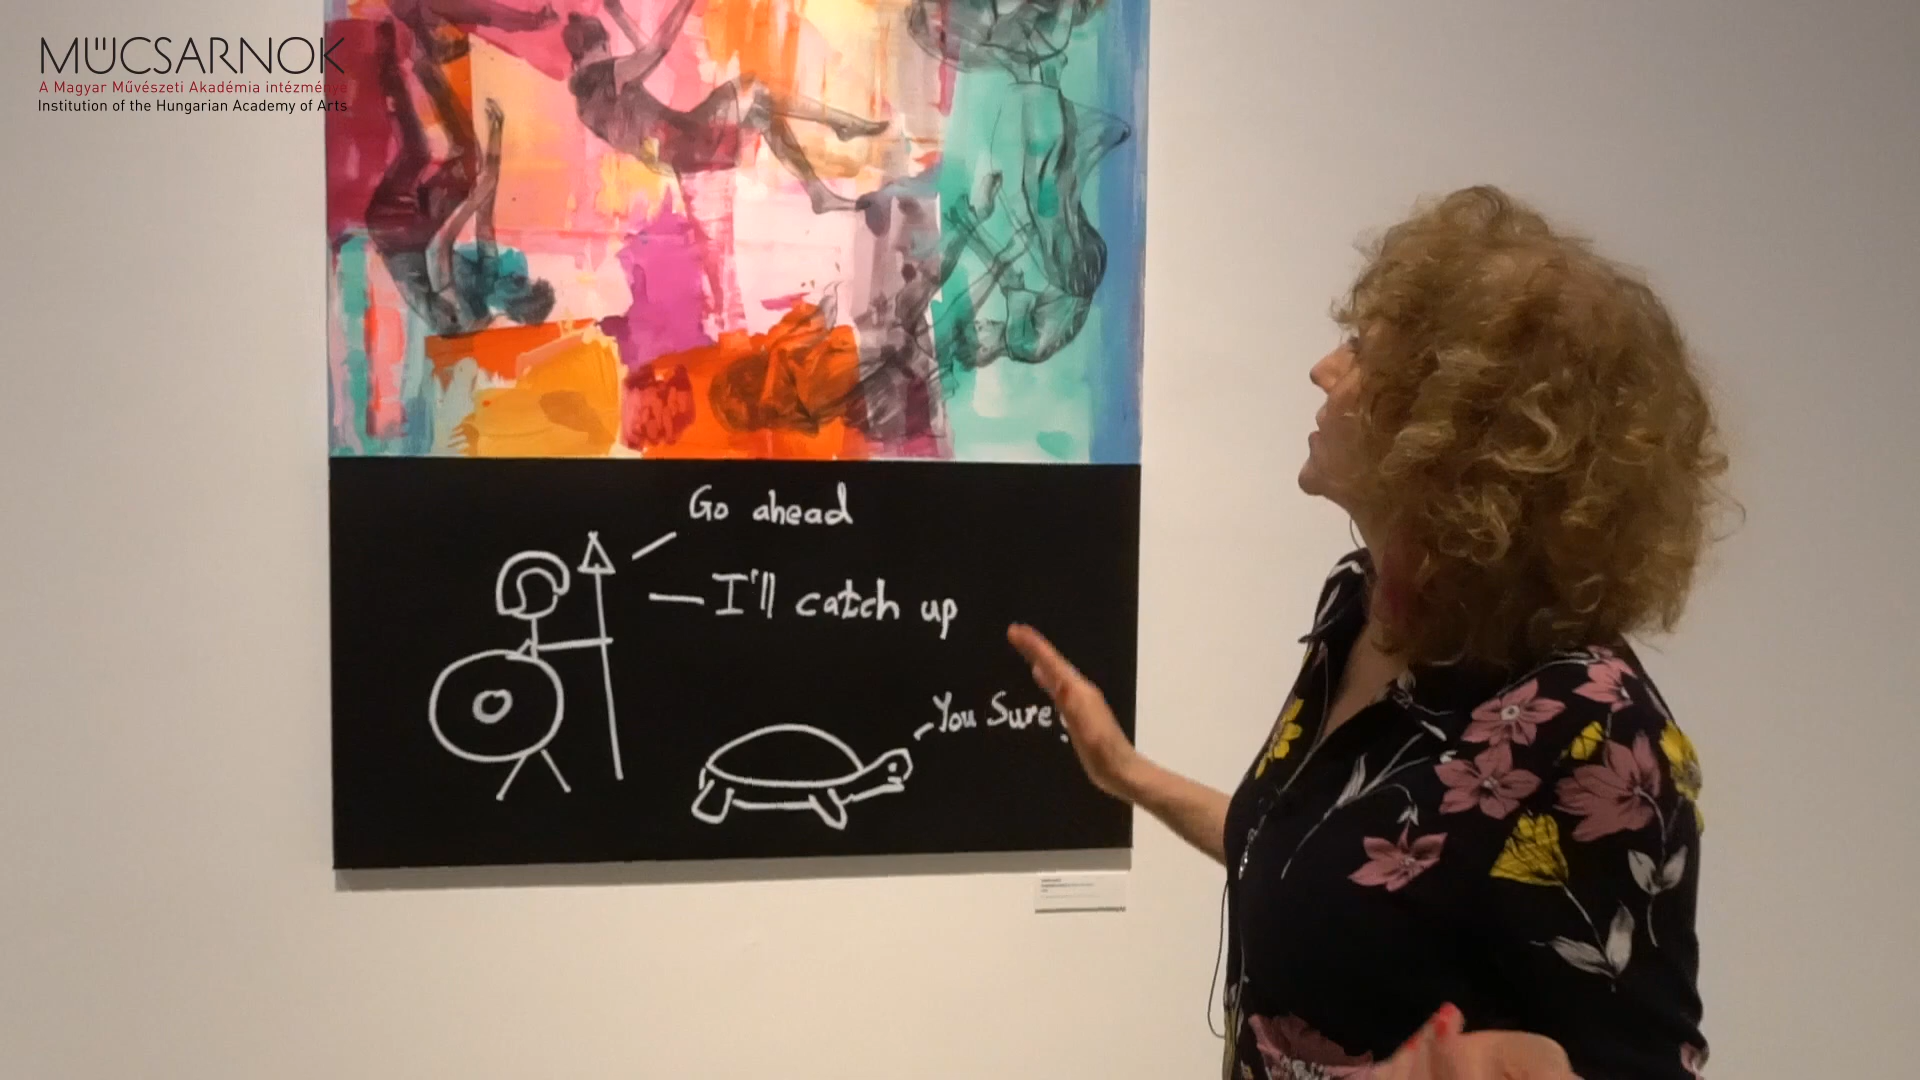 MŰCSARNOK
A Magyar Művészeti Akadémia intézménye
Institution of the Hungarian Academy of Arts
Go ahead
I'll catch up
You Sure